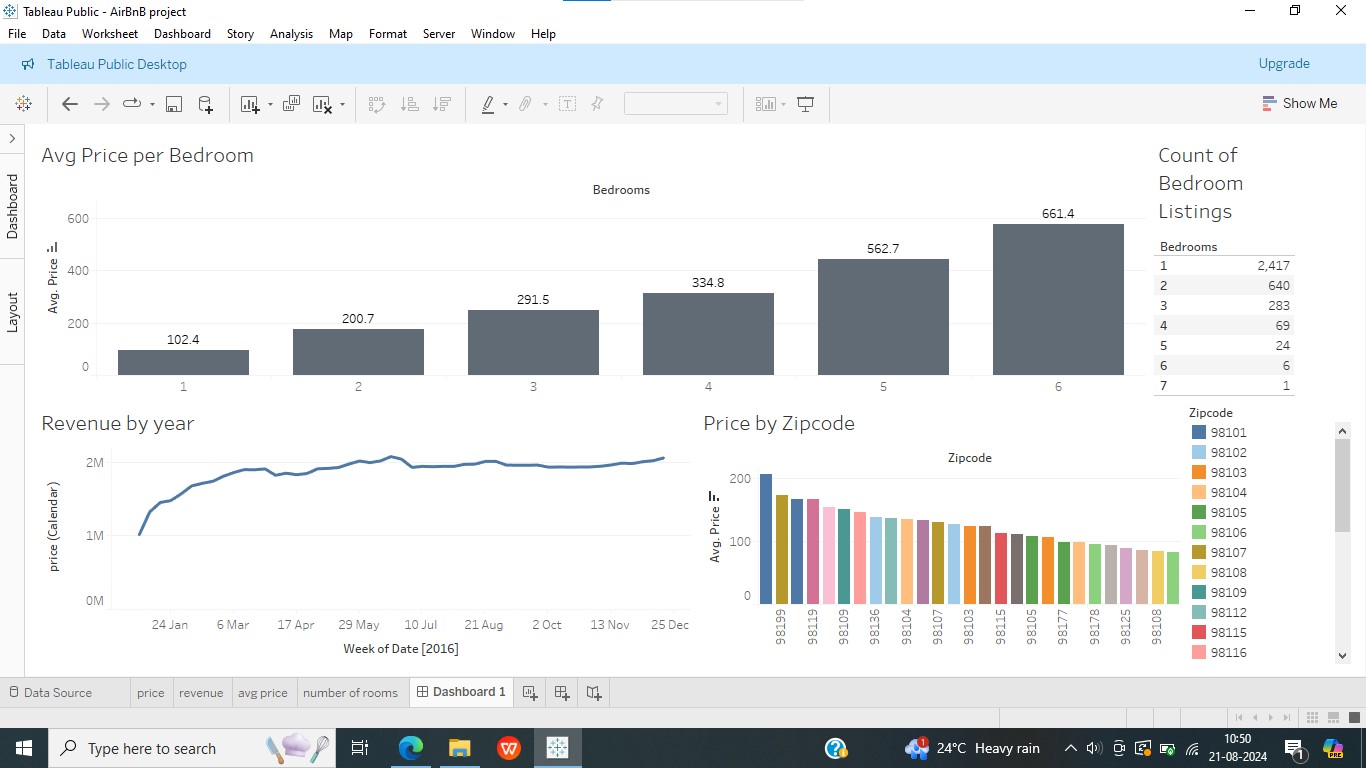 Tableau Public - AirBnB project
File Data Worksheet Dashboard Story Analysis Map Format Server Window Help
Tableau Public Desktop Upgrade
Show Me
Dashboard
Layout
Avg Price per Bedroom
Bedrooms
Avg. Price
600
400
200
0
102.4
200.7
291.5
334.8
562.7
661.4
1 2 3 4 5 6
Count of
Bedroom
Listings
Bedrooms
1 2,417
2 640
3 283
4 69
5 24
6 6
7 1
Revenue by year
price (Calendar)
2M
1M
0M
24 Jan 6 Mar 17 Apr 29 May 10 Jul 21 Aug 2 Oct 13 Nov 25 Dec
Week of Date [2016]
Price by Zipcode
Zipcode
Avg. Price
200
100
0
98199 98119 98109 98136 98104 98107 98103 98115 98105 98177 98178 98125 98108
Zipcode
98101
98102
98103
98104
98105
98106
98107
98108
98109
98112
98115
98116
Data Source price revenue avg price number of rooms Dashboard 1
Type here to search
24°C Heavy rain
10:50
21-08-2024
1
1
PRE